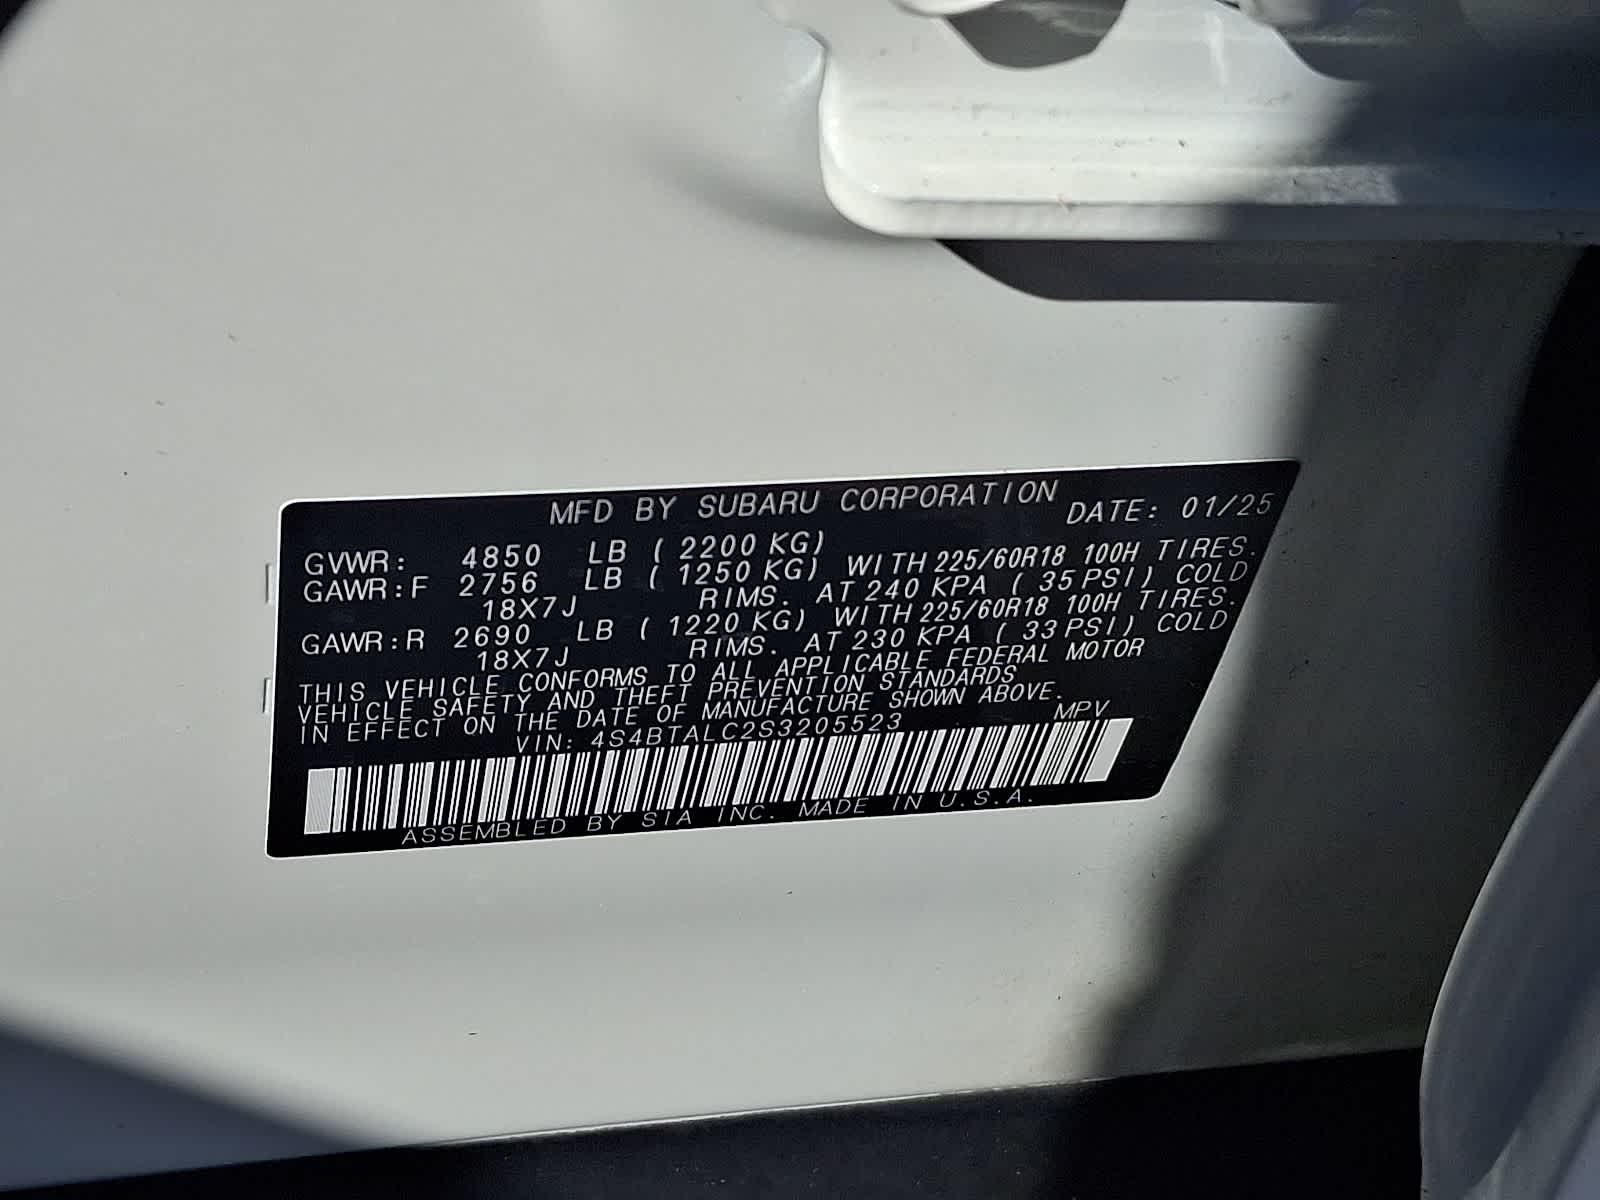 MFD BY SUBARU CORPORATION DATE: 01/25
GVWR: 4850 LB ( 2200 KG)
GAWR:F 2756 LB ( 1250 KG) WITH 225/60R18 100H TIRES.
18X7J RIMS. AT 240 KPA ( 35 PSI) COLD
GAWR:R 2690 LB ( 1220 KG) WITH 225/60R18 100H TIRES.
18X7J RIMS. AT 230 KPA ( 33 PSI) COLD
THIS VEHICLE CONFORMS TO ALL APPLICABLE FEDERAL MOTOR
VEHICLE SAFETY AND THEFT PREVENTION STANDARDS
IN EFFECT ON THE DATE OF MANUFACTURE SHOWN ABOVE.
VIN: 4S4BTALC2S3205523 MPV
ASSEMBLED BY SIA INC. MADE IN U.S.A.